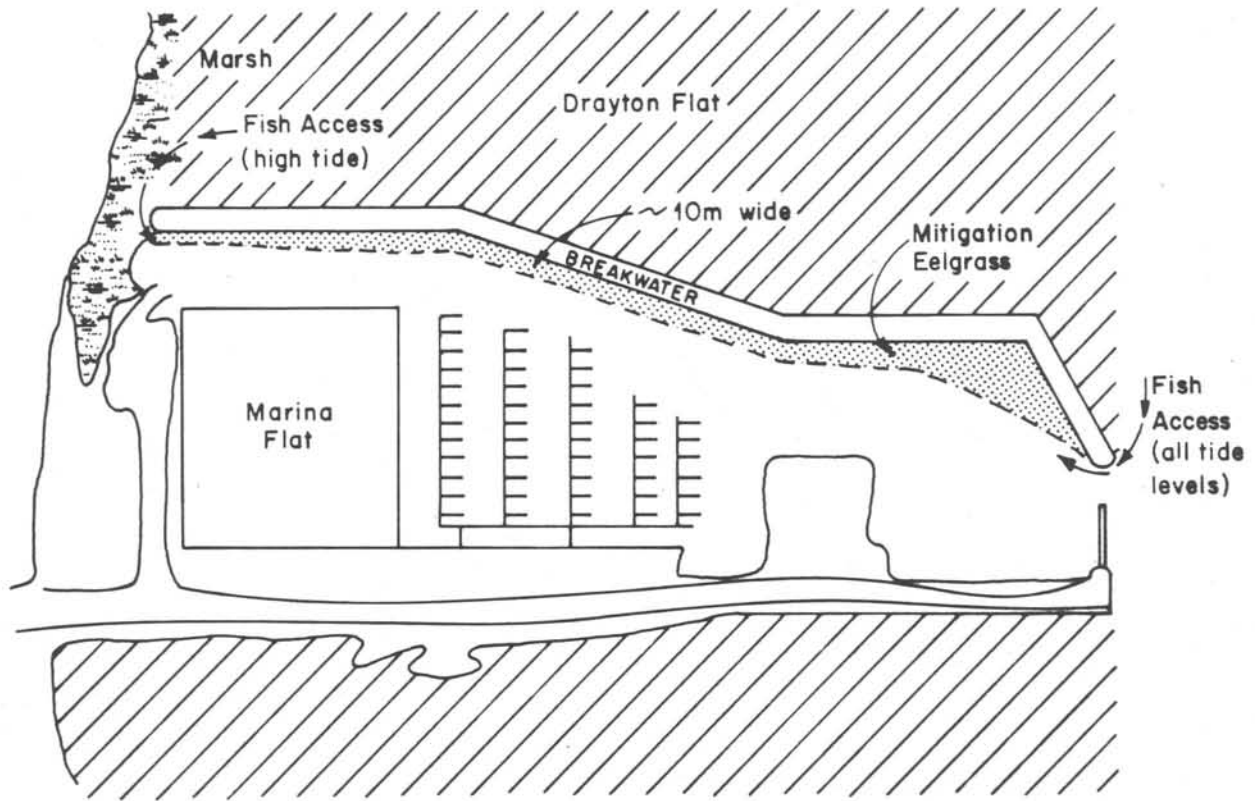 Marsh
Fish Access
(high tide)
Drayton Flat
~ 10m wide
BREAKWATER
Mitigation
Eelgrass
Marina
Flat
Fish
Access
(all tide
levels)